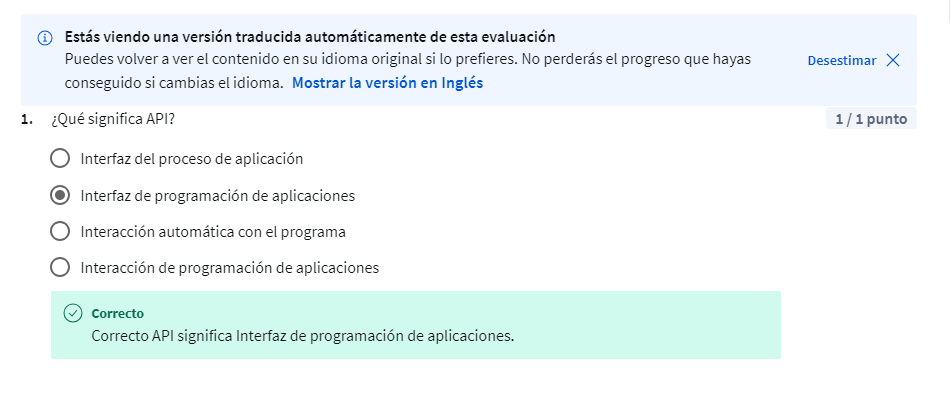 Estás viendo una versión traducida automáticamente de esta evaluación
Puedes volver a ver el contenido en su idioma original si lo prefieres. No perderás el progreso que hayas
conseguido si cambias el idioma. Mostrar la versión en Inglés
Desestimar
1. ¿Qué significa API?
1 / 1 punto
Interfaz del proceso de aplicación
Interfaz de programación de aplicaciones
Interacción automática con el programa
Interacción de programación de aplicaciones
Correcto
Correcto API significa Interfaz de programación de aplicaciones.